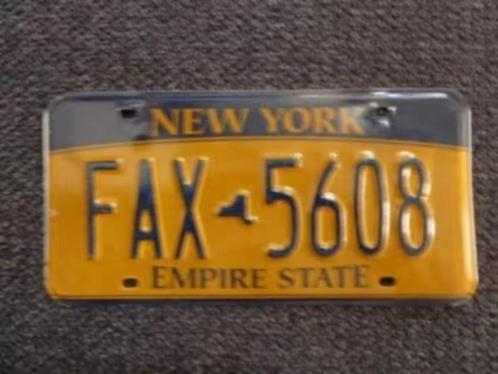 NEW YORK
FAX 5608
EMPIRE STATE